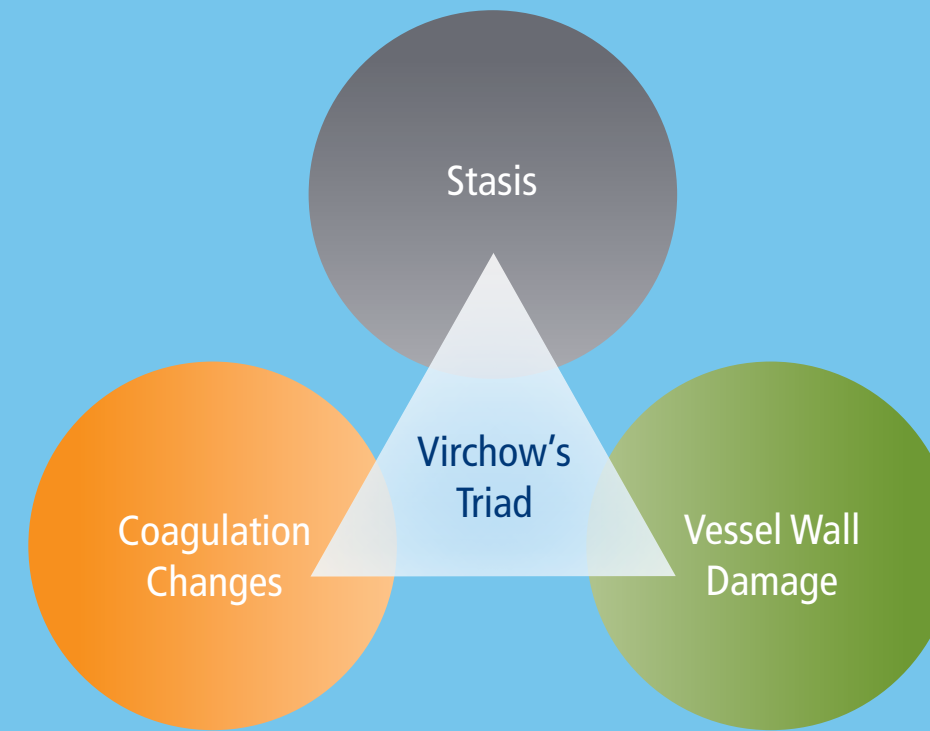 Stasis
Virchow’s
Triad
Coagulation
Changes
Vessel Wall
Damage